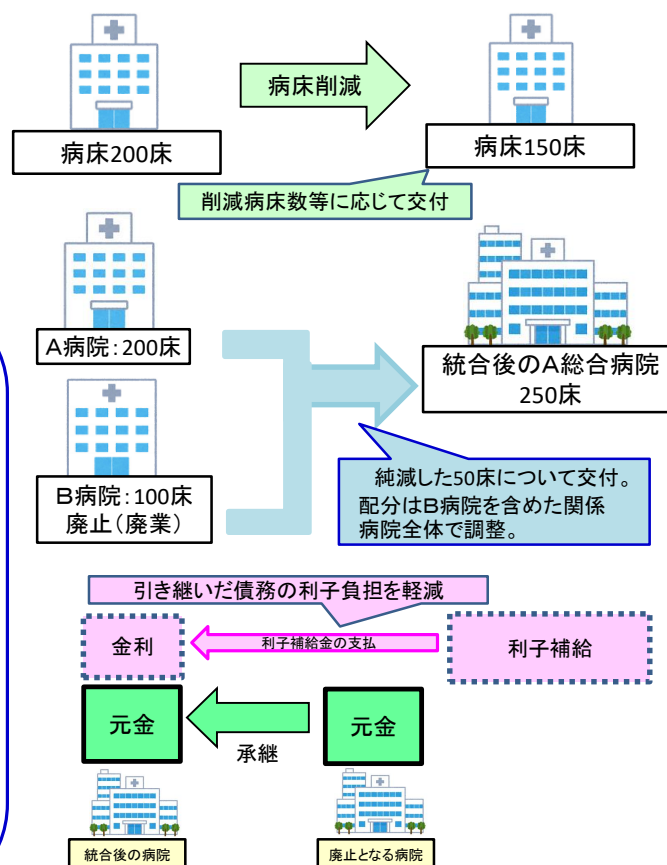 病床削減
病床200床
病床150床
削減病床数等に応じて交付
A病院：200床
B病院：100床
廃止（廃業）
統合後のA総合病院
250床
純減した50床について交付。
配分はB病院を含めた関係
病院全体で調整。
引き継いだ債務の利子負担を軽減
金利
利子補給金の支払
利子補給
元金
承継
元金
統合後の病院
廃止となる病院